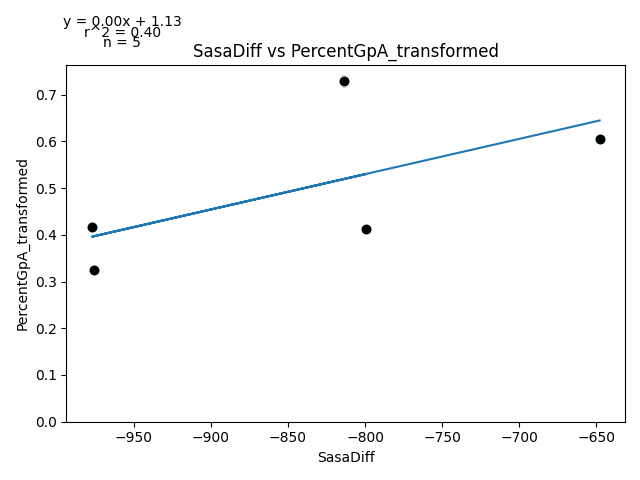 y = 0.00x + 1.13
r^2 = 0.40
n = 5
SasaDiff vs PercentGpA_transformed
0.7
0.6
0.5
0.4
0.3
0.2
0.1
0.0
PercentGpA_transformed
−950
−900
−850
−800
−750
−700
−650
SasaDiff